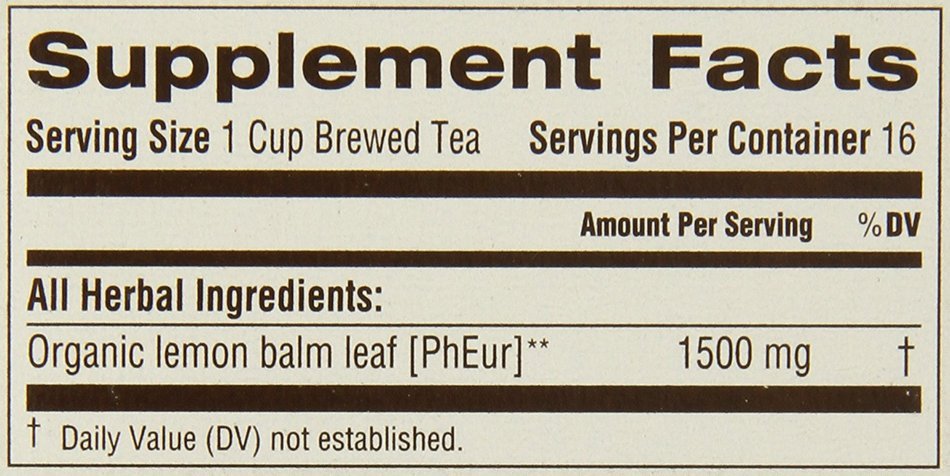 Supplement Facts
Serving Size 1 Cup Brewed Tea Servings Per Container 16
Amount Per Serving %DV
All Herbal Ingredients:
Organic lemon balm leaf [PhEur]** 1500 mg †
† Daily Value (DV) not established.